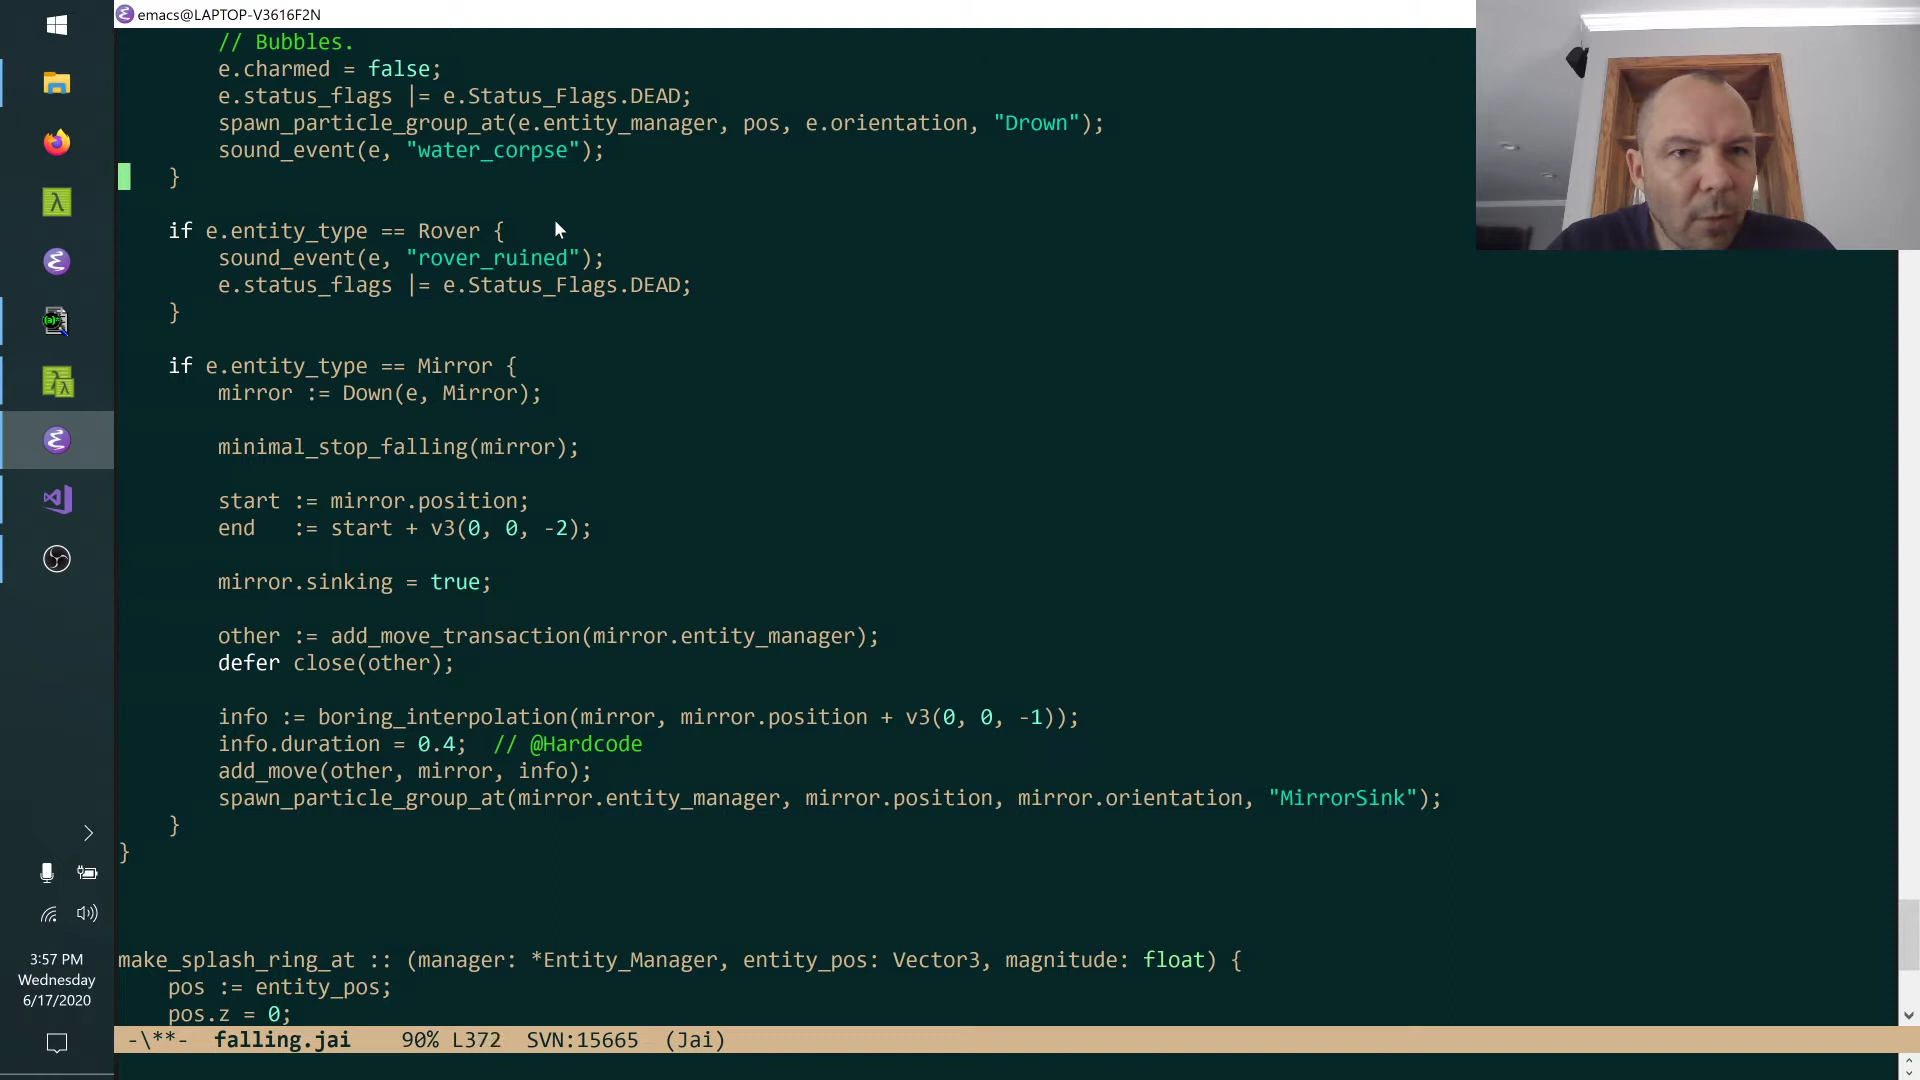 emacs@LAPTOP-V3616F2N
// Bubbles.
e.charmed = false;
e.status_flags |= e.Status_Flags.DEAD;
spawn_particle_group_at(e.entity_manager, pos, e.orientation, "Drown");
sound_event(e, "water_corpse");
}
if e.entity_type == Rover {
sound_event(e, "rover_ruined");
e.status_flags |= e.Status_Flags.DEAD;
}
if e.entity_type == Mirror {
mirror := Down(e, Mirror);
minimal_stop_falling(mirror);
start := mirror.position;
end   := start + v3(0, 0, -2);
mirror.sinking = true;
other := add_move_transaction(mirror.entity_manager);
defer close(other);
info := boring_interpolation(mirror, mirror.position + v3(0, 0, -1));
info.duration = 0.4;  // @Hardcode
add_move(other, mirror, info);
spawn_particle_group_at(mirror.entity_manager, mirror.position, mirror.orientation, "MirrorSink");
}
}
make_splash_ring_at :: (manager: *Entity_Manager, entity_pos: Vector3, magnitude: float) {
pos := entity_pos;
pos.z = 0;
-\**-  falling.jai    90% L372  SVN:15665  (Jai)
3:57 PM
Wednesday
6/17/2020